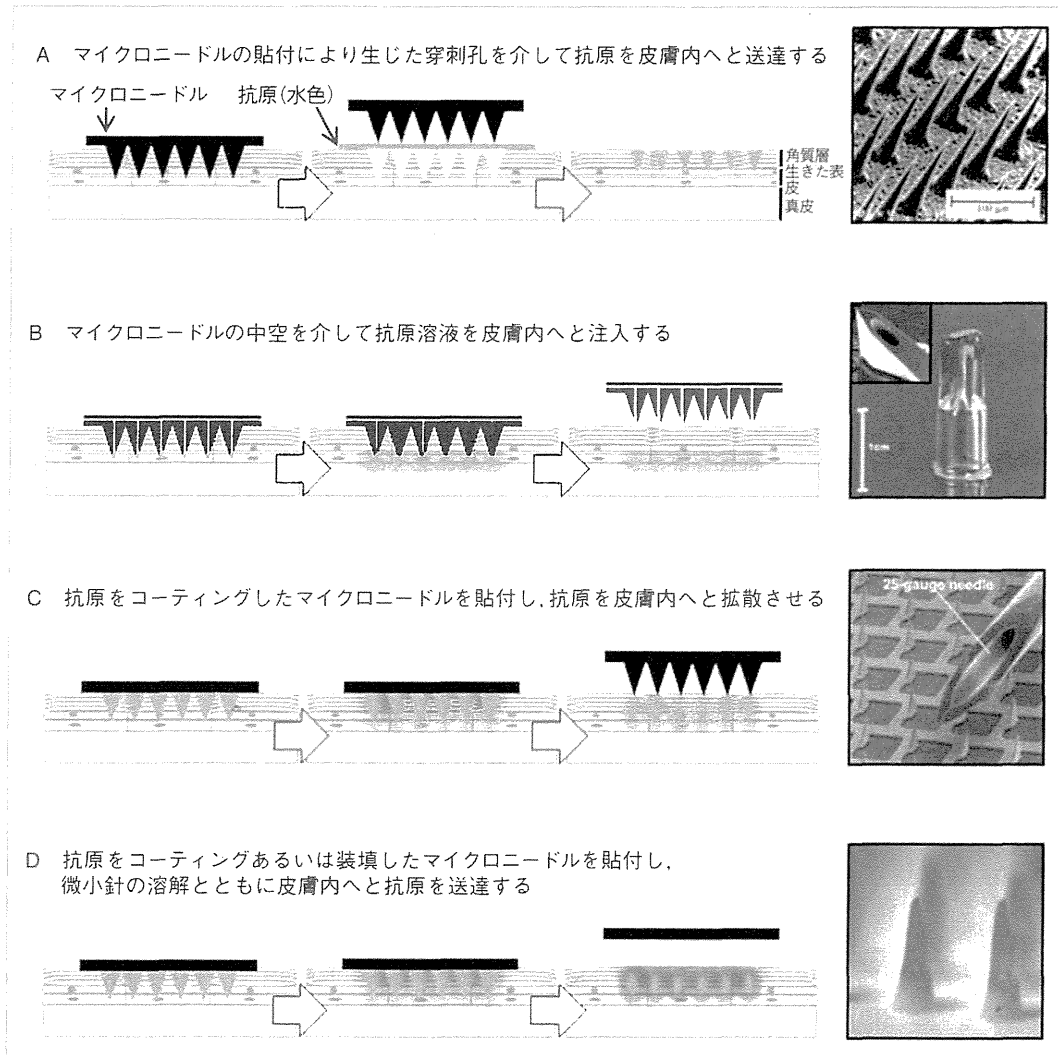 A マイクロニードルの貼付により生じた穿刺孔を介して抗原を皮膚内へと送達する
マイクロニードル 抗原(水色)
角質層
生きた表
皮
真皮
B マイクロニードルの中空を介して抗原溶液を皮膚内へと注入する
1cm
C 抗原をコーティングしたマイクロニードルを貼付し,抗原を皮膚内へと拡散させる
25-gauge needle
D 抗原をコーティングあるいは装填したマイクロニードルを貼付し,
微小針の溶解とともに皮膚内へと抗原を送達する